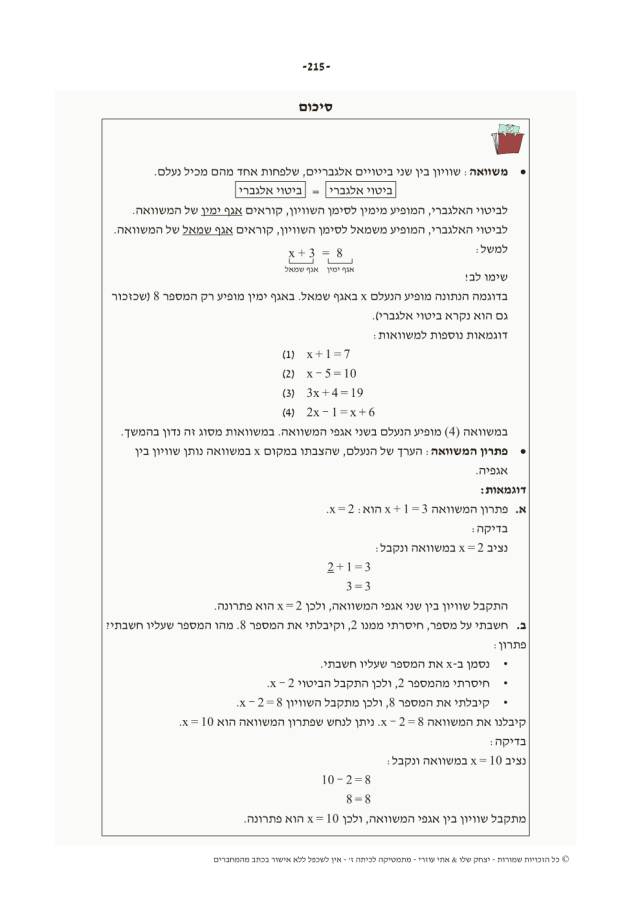 -215-
סיכום
• משוואה : שוויון בין שני ביטויים אלגבריים, שלפחות אחד מהם מכיל נעלם.
ביטוי אלגברי = ביטוי אלגברי
לביטוי האלגברי, המופיע מימין לסימן השוויון, קוראים אגף ימין של המשוואה.
לביטוי האלגברי, המופיע משמאל לסימן השוויון, קוראים אגף שמאל של המשוואה.
למשל :
x + 3 = 8
אגף שמאל אגף ימין
שימו לב!
בדוגמה הנתונה מופיע הנעלם x באגף שמאל. באגף ימין מופיע רק המספר 8 (שכזכור
גם הוא נקרא ביטוי אלגברי).
דוגמאות נוספות למשוואות :
(1) x + 1 = 7
(2) x − 5 = 10
(3) 3x + 4 = 19
(4) 2x − 1 = x + 6
במשוואה (4) מופיע הנעלם בשני אגפי המשוואה. במשוואות מסוג זה נדון בהמשך.
• פתרון המשוואה : הערך של הנעלם, שהצבתו במקום x במשוואה נותן שוויון בין
אגפיה.
דוגמאות:
א. פתרון המשוואה x + 1 = 3 הוא : x = 2.
בדיקה :
נציב x = 2 במשוואה ונקבל :
2 + 1 = 3
3 = 3
התקבל שוויון בין שני אגפי המשוואה, ולכן x = 2 הוא פתרונה.
ב. חשבתי על מספר, חיסרתי ממנו 2, וקיבלתי את המספר 8. מהו המספר שעליו חשבתי?
פתרון :
• נסמן ב-x את המספר שעליו חשבתי.
• חיסרתי מהמספר 2, ולכן התקבל הביטוי x − 2.
• קיבלתי את המספר 8, ולכן מתקבל השוויון x − 2 = 8.
קיבלנו את המשוואה x − 2 = 8. ניתן לנחש שפתרון המשוואה הוא x = 10.
בדיקה :
נציב x = 10 במשוואה ונקבל :
10 − 2 = 8
8 = 8
מתקבל שוויון בין אגפי המשוואה, ולכן x = 10 הוא פתרונה.
© כל הזכויות שמורות - יצחק שלו & אתי עוזרי - מתמטיקה לכיתה ז׳ - אין לשכפל ללא אישור בכתב מהמחברים